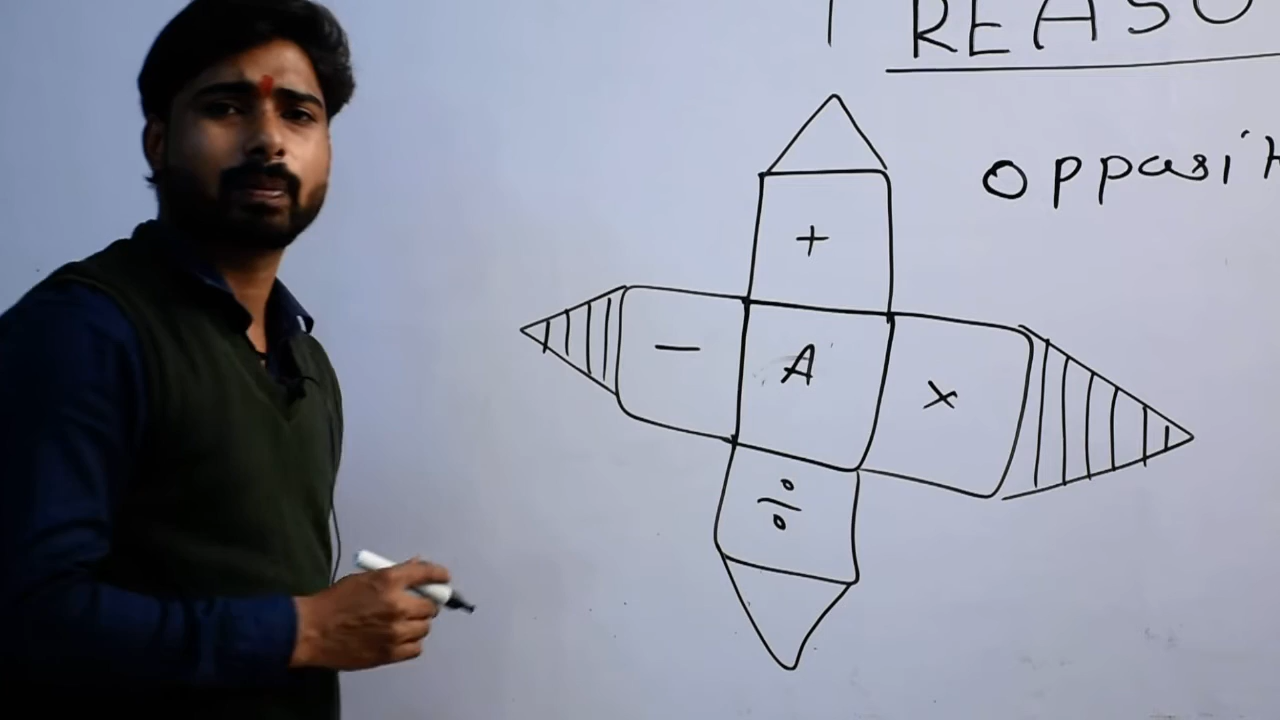 REASO
opposit
+
− A ×
÷